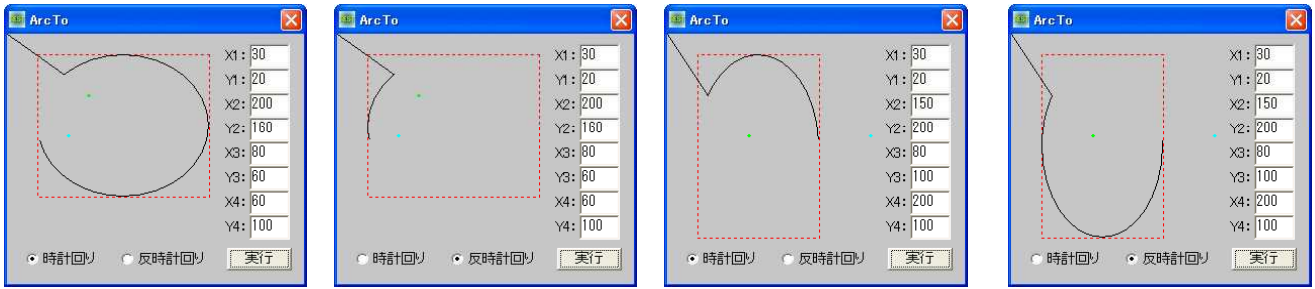 ArcTo
X1: 30
Y1: 20
X2: 200
Y2: 160
X3: 80
Y3: 60
X4: 60
Y4: 100
時計回り 反時計回り 実行
ArcTo
X1: 30
Y1: 20
X2: 200
Y2: 160
X3: 80
Y3: 60
X4: 60
Y4: 100
時計回り 反時計回り 実行
ArcTo
X1: 30
Y1: 20
X2: 150
Y2: 200
X3: 80
Y3: 100
X4: 200
Y4: 100
時計回り 反時計回り 実行
ArcTo
X1: 30
Y1: 20
X2: 150
Y2: 200
X3: 80
Y3: 100
X4: 200
Y4: 100
時計回り 反時計回り 実行